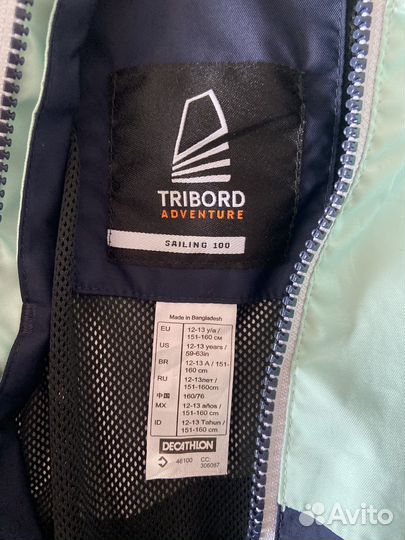 TRIBORD
ADVENTURE
SAILING 100
Made in Bangladesh
EU 12-13 y/a / 151-160 см
US 12-13 years / 59-63in
BR 12-13 A / 151-160 cm
RU 12-13лет / 151-160cm
中国 160/76
MX 12-13 años / 151-160 cm
ID 12-13 Tahun / 151-160 cm
DECATHLON
46100 CC: 306087
Avito